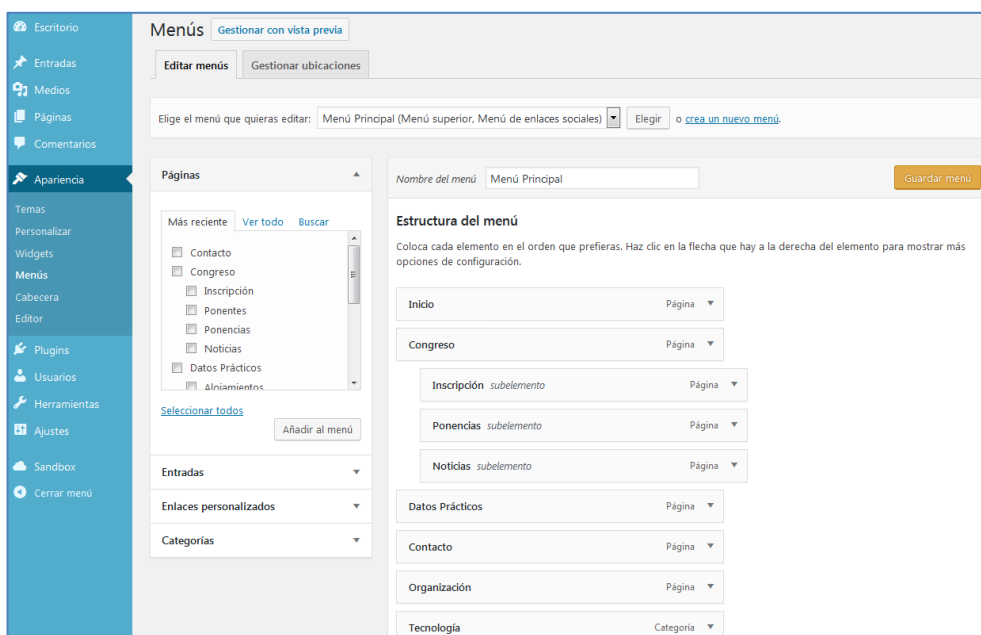 Escritorio
Entradas
Medios
Páginas
Comentarios
Apariencia
Temas
Personalizar
Widgets
Menús
Cabecera
Editor
Plugins
Usuarios
Herramientas
Ajustes
Sandbox
Cerrar menú
Menús Gestionar con vista previa
Editar menús Gestionar ubicaciones
Elige el menú que quieras editar: Menú Principal (Menú superior, Menú de enlaces sociales) Elegir o crea un nuevo menú.
Páginas
Más reciente Ver todo Buscar
Contacto
Congreso
Inscripción
Ponentes
Ponencias
Noticias
Datos Prácticos
Alojamientos
Seleccionar todos
Añadir al menú
Entradas
Enlaces personalizados
Categorías
Nombre del menú Menú Principal Guardar menú
Estructura del menú
Coloca cada elemento en el orden que prefieras. Haz clic en la flecha que hay a la derecha del elemento para mostrar más
opciones de configuración.
Inicio Página
Congreso Página
Inscripción subelemento Página
Ponencias subelemento Página
Noticias subelemento Página
Datos Prácticos Página
Contacto Página
Organización Página
Tecnología Categoría